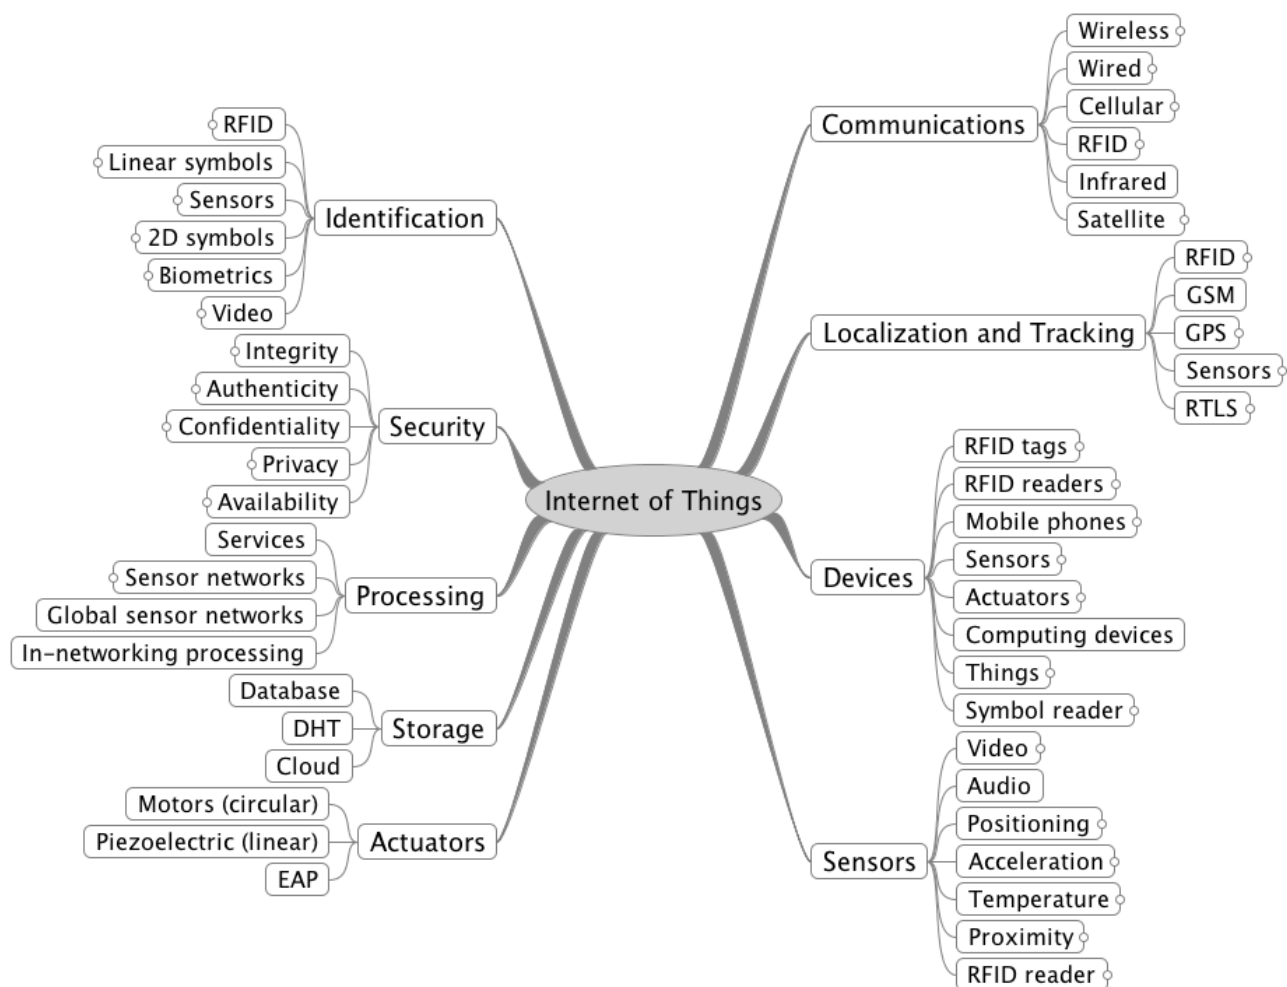 Internet of Things
Identification
RFID
Linear symbols
Sensors
2D symbols
Biometrics
Video
Security
Integrity
Authenticity
Confidentiality
Privacy
Availability
Processing
Services
Sensor networks
Global sensor networks
In-networking processing
Storage
Database
DHT
Cloud
Actuators
Motors (circular)
Piezoelectric (linear)
EAP
Communications
Wireless
Wired
Cellular
RFID
Infrared
Satellite
Localization and Tracking
RFID
GSM
GPS
Sensors
RTLS
Devices
RFID tags
RFID readers
Mobile phones
Sensors
Actuators
Computing devices
Things
Symbol reader
Sensors
Video
Audio
Positioning
Acceleration
Temperature
Proximity
RFID reader